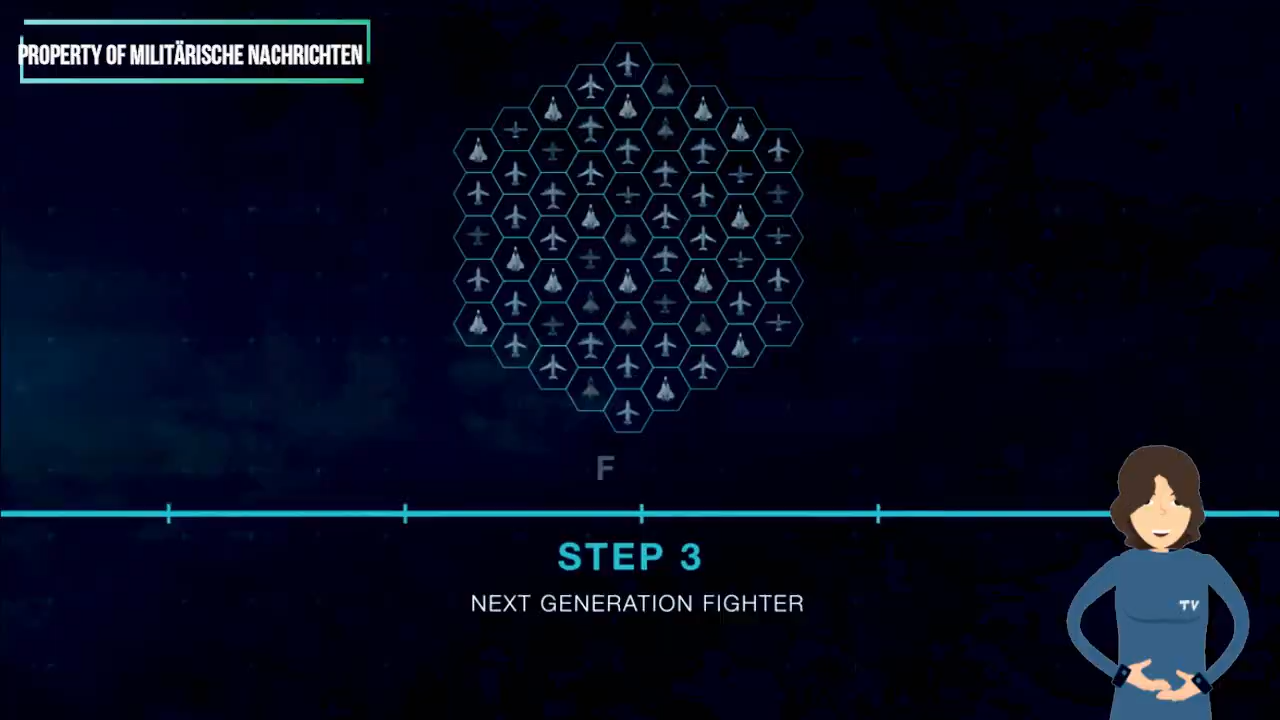 PROPERTY OF MILITÄRISCHE NACHRICHTEN
F
STEP 3
NEXT GENERATION FIGHTER
TV